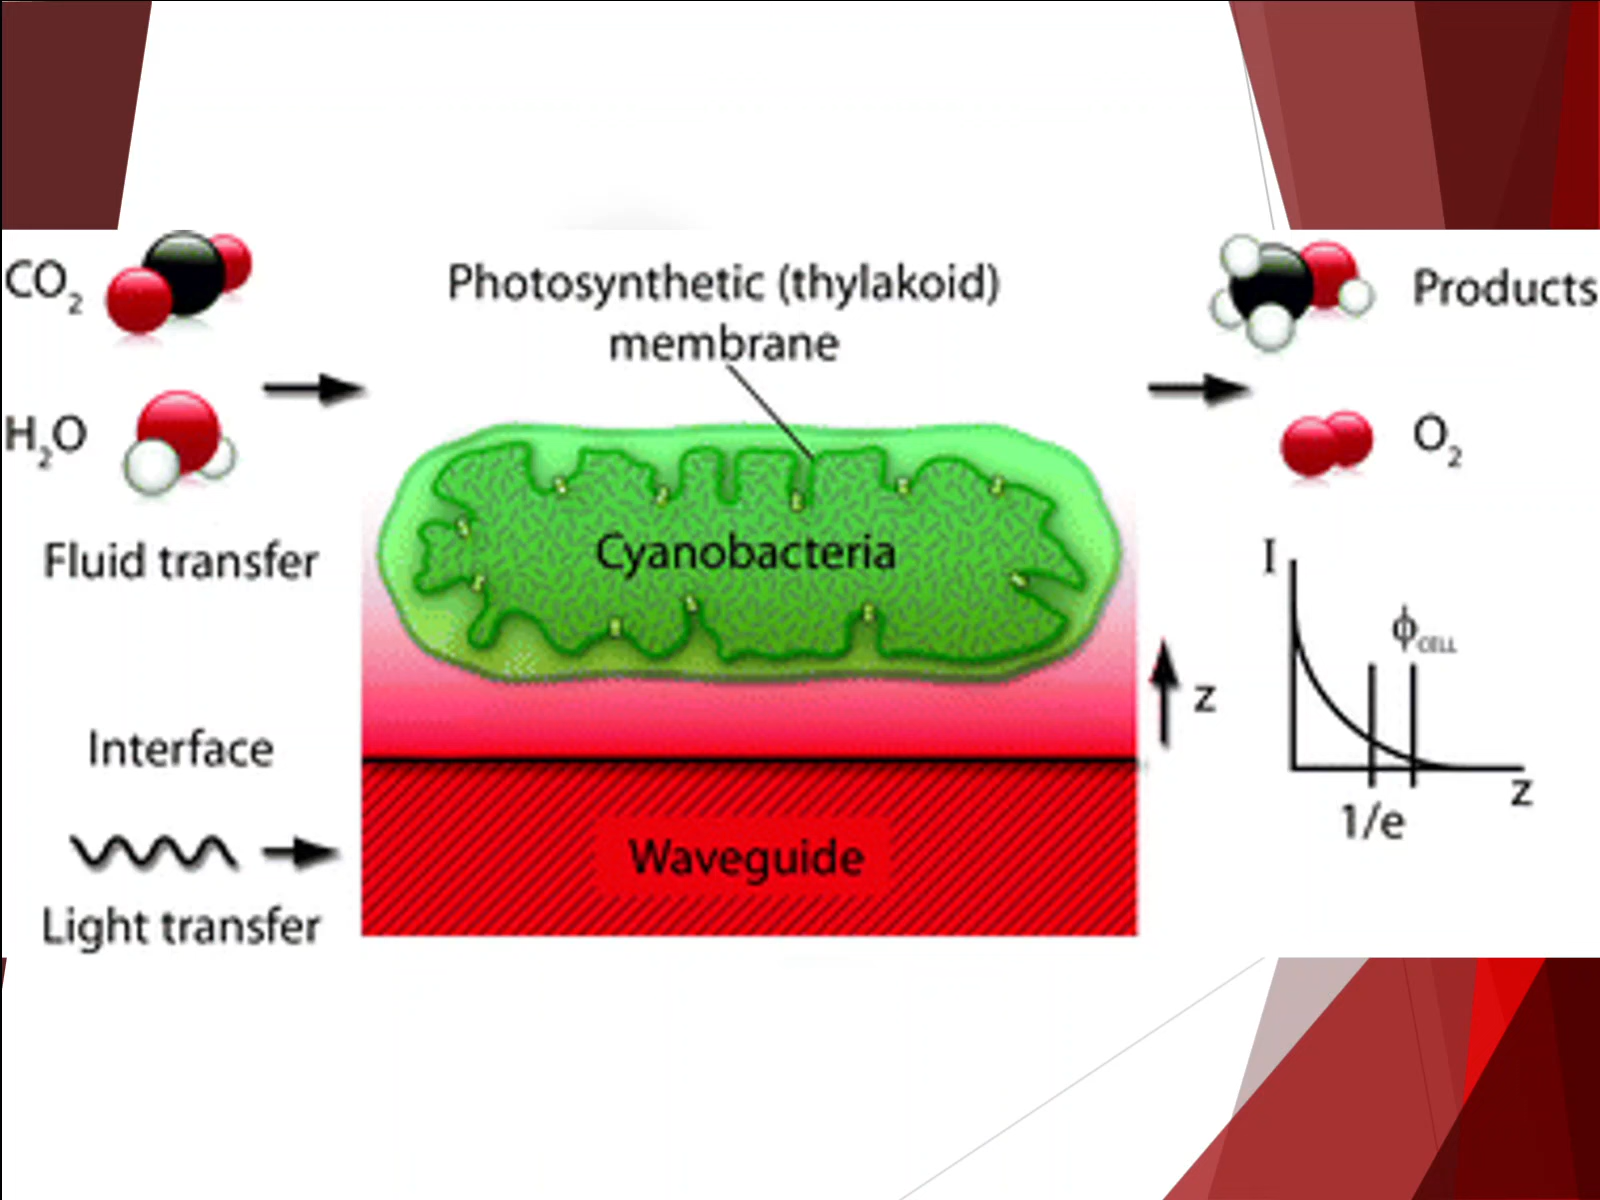 CO₂
H₂O
Fluid transfer
Interface
Light transfer
Photosynthetic (thylakoid)
membrane
Cyanobacteria
Waveguide
z
Products
O₂
I
ϕCELL
1/e
z